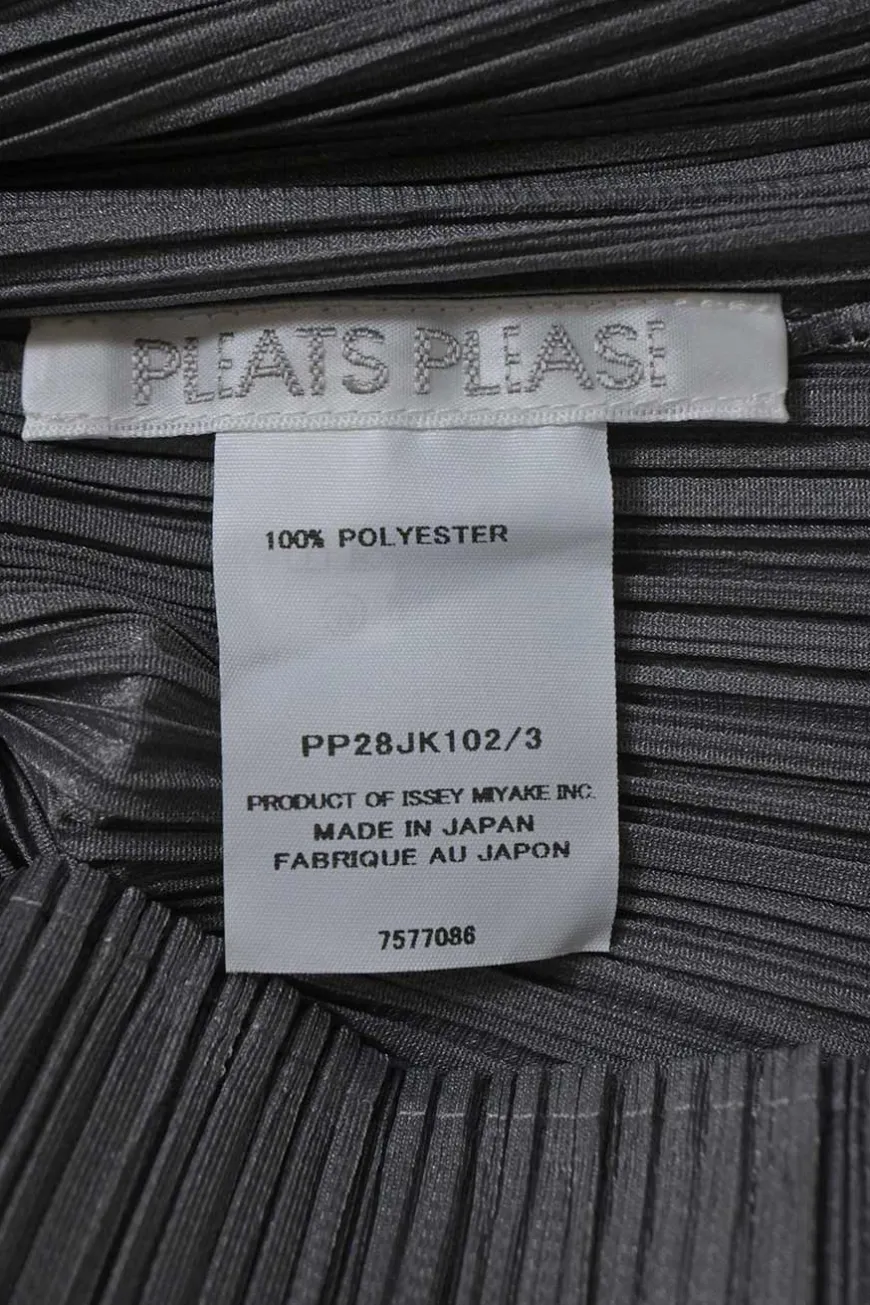 PLEATS PLEASE
100% POLYESTER
PP28JK102/3
PRODUCT OF ISSEY MIYAKE INC.
MADE IN JAPAN
FABRIQUE AU JAPON
7577086